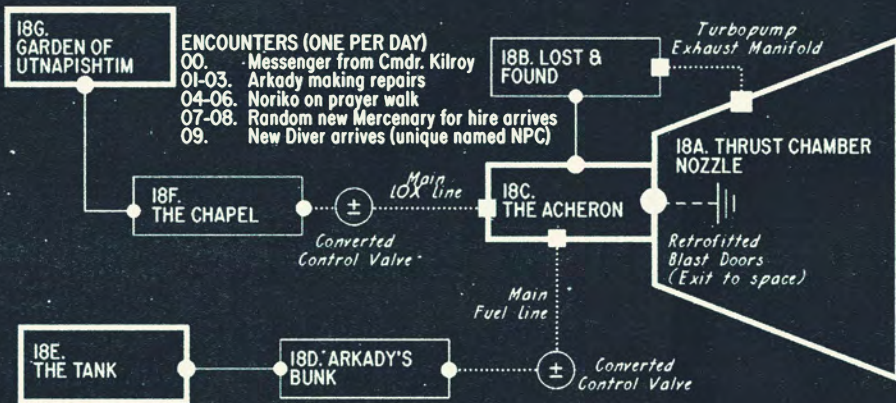 18G.
GARDEN OF
UTNAPISHTIM
ENCOUNTERS (ONE PER DAY)
00. Messenger from Cmdr. Kilroy
01-03. Arkady making repairs
04-06. Noriko on prayer walk
07-08. Random new Mercenary for hire arrives
09. New Diver arrives (unique named NPC)
18B. LOST &
FOUND
Turbopump
Exhaust Manifold
18A. THRUST CHAMBER
NOZZLE
18F.
THE CHAPEL
±
Converted
Control Valve
Main
LOX Line
18C.
THE ACHERON
Retrofitted
Blast Doors
(Exit to space)
Main
Fuel Line
18E.
THE TANK
18D. ARKADY'S
BUNK
±
Converted
Control Valve